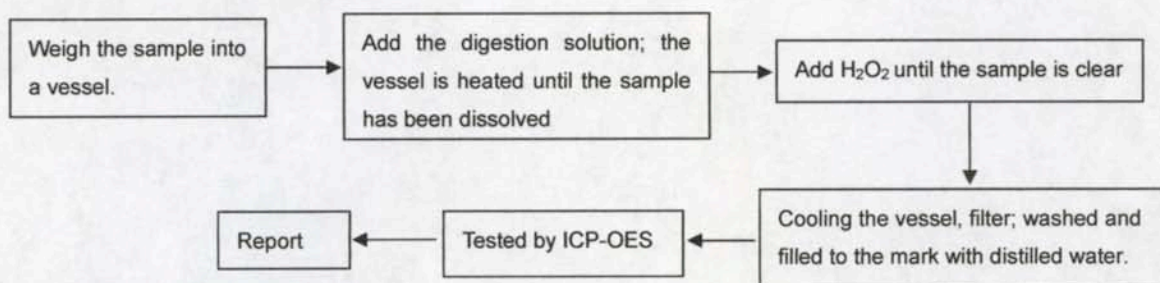 Weigh the sample into
a vessel.
Add the digestion solution; the
vessel is heated until the sample
has been dissolved
Add H₂O₂ until the sample is clear
Cooling the vessel, filter; washed and
filled to the mark with distilled water.
Tested by ICP-OES
Report